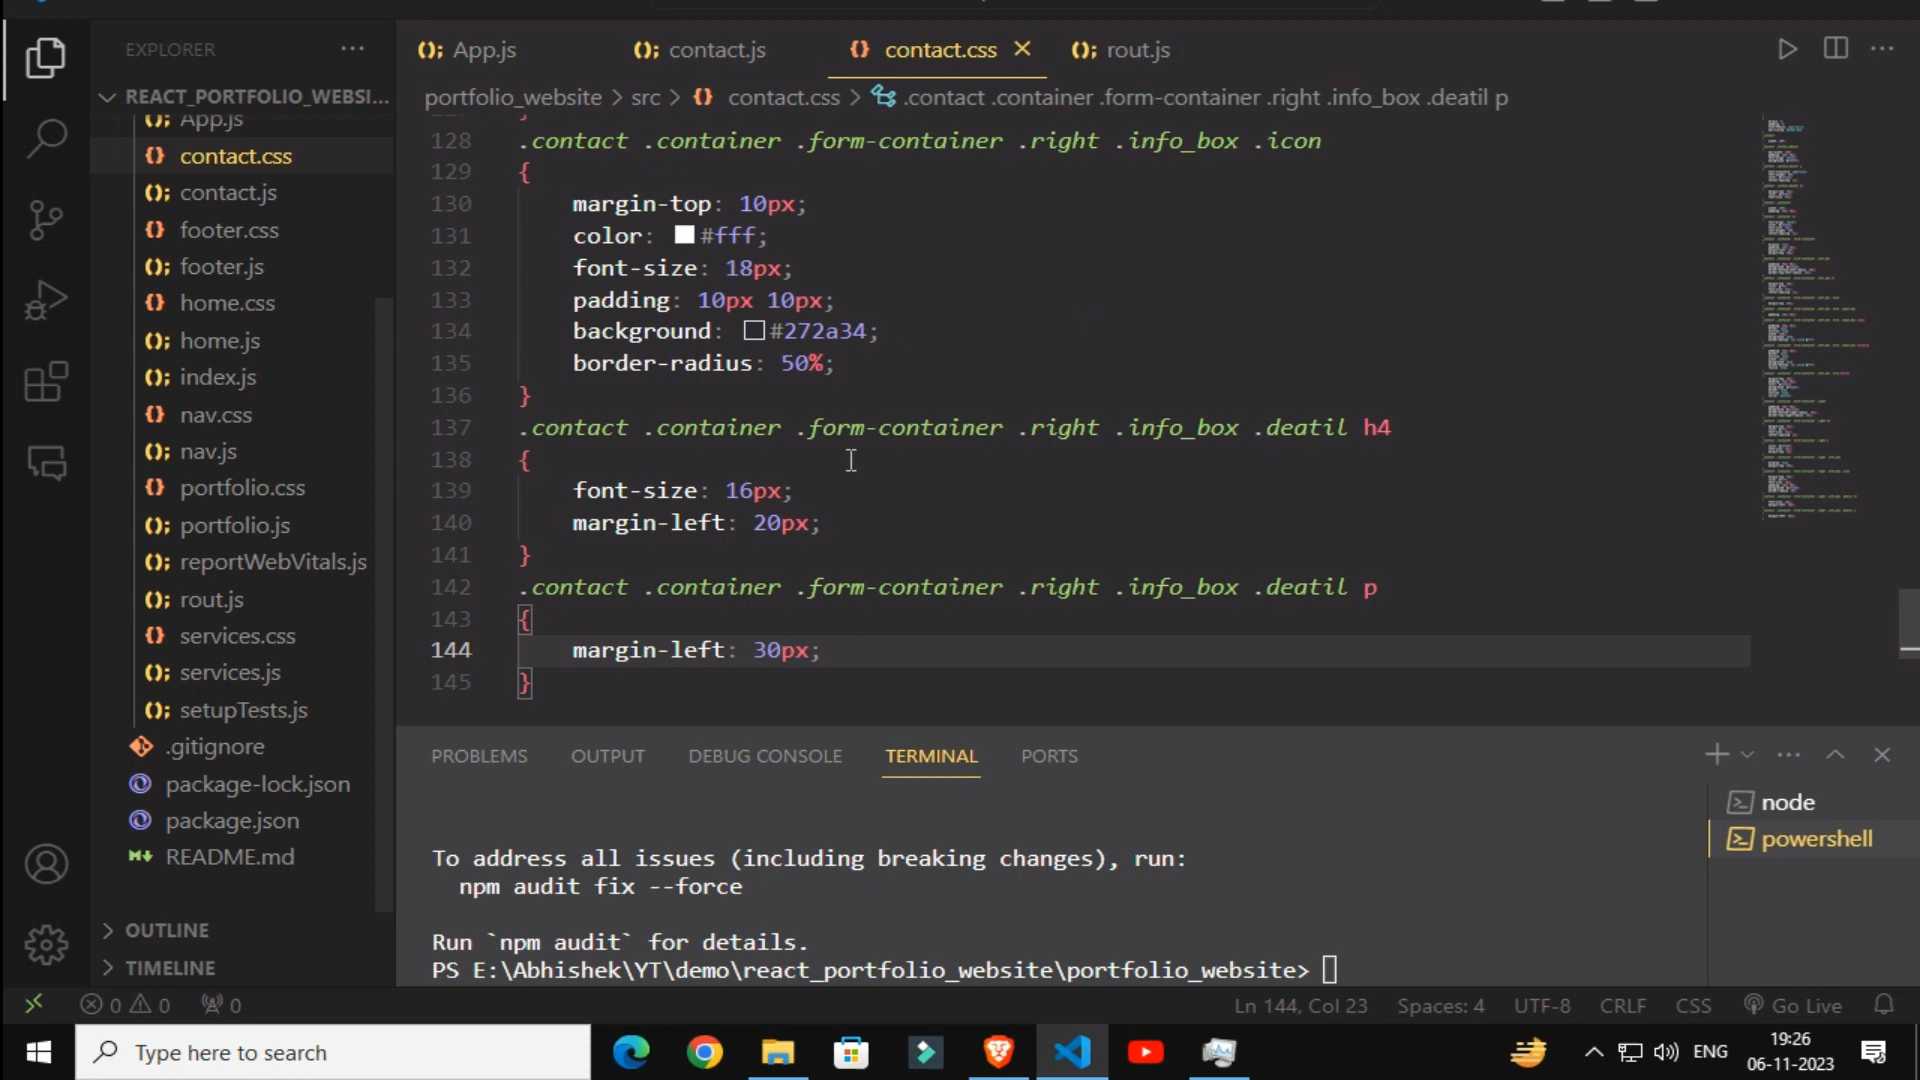 EXPLORER
REACT_PORTFOLIO_WEBSI...
App.js
contact.css
contact.js
footer.css
footer.js
home.css
home.js
index.js
nav.css
nav.js
portfolio.css
portfolio.js
reportWebVitals.js
rout.js
services.css
services.js
setupTests.js
.gitignore
package-lock.json
package.json
README.md
OUTLINE
TIMELINE
App.js contact.js contact.css rout.js
portfolio_website > src > contact.css > .contact .container .form-container .right .info_box .deatil p
128 .contact .container .form-container .right .info_box .icon
129 {
130 margin-top: 10px;
131 color: #fff;
132 font-size: 18px;
133 padding: 10px 10px;
134 background: #272a34;
135 border-radius: 50%;
136 }
137 .contact .container .form-container .right .info_box .deatil h4
138 {
139 font-size: 16px;
140 margin-left: 20px;
141 }
142 .contact .container .form-container .right .info_box .deatil p
143 {
144 margin-left: 30px;
145 }
PROBLEMS OUTPUT DEBUG CONSOLE TERMINAL PORTS
node
powershell
To address all issues (including breaking changes), run:
npm audit fix --force
Run `npm audit` for details.
PS E:\Abhishek\YT\demo\react_portfolio_website\portfolio_website>
0 0 0 Ln 144, Col 23 Spaces: 4 UTF-8 CRLF CSS Go Live
Type here to search
ENG
19:26
06-11-2023